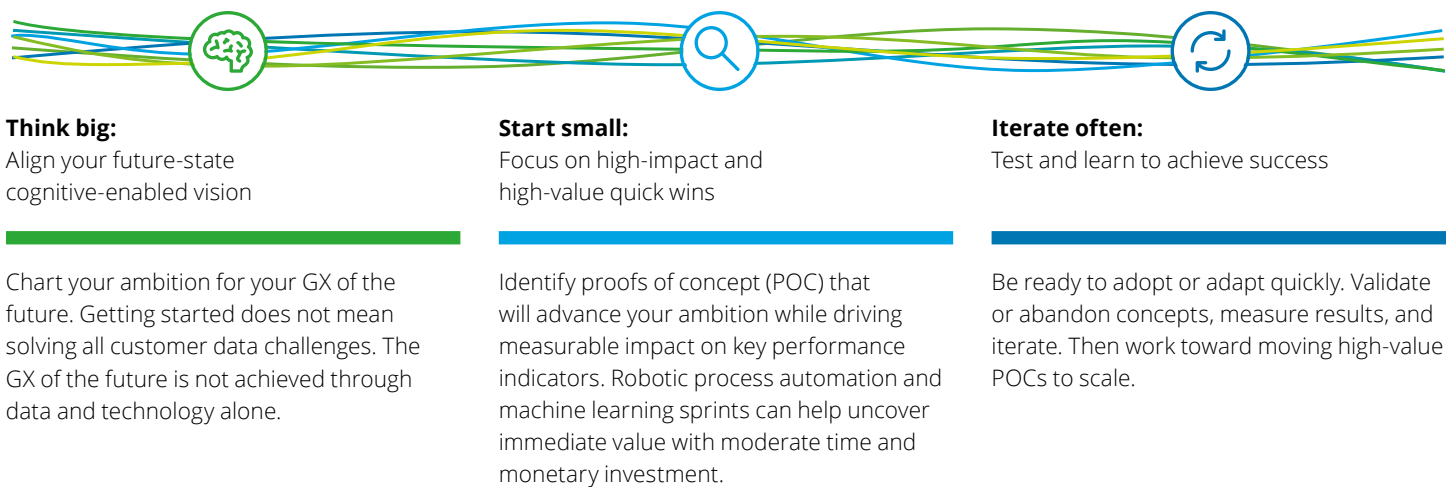 Think big:
Align your future-state
cognitive-enabled vision
Chart your ambition for your GX of the
future. Getting started does not mean
solving all customer data challenges. The
GX of the future is not achieved through
data and technology alone.
Start small:
Focus on high-impact and
high-value quick wins
Identify proofs of concept (POC) that
will advance your ambition while driving
measurable impact on key performance
indicators. Robotic process automation and
machine learning sprints can help uncover
immediate value with moderate time and
monetary investment.
Iterate often:
Test and learn to achieve success
Be ready to adopt or adapt quickly. Validate
or abandon concepts, measure results, and
iterate. Then work toward moving high-value
POCs to scale.